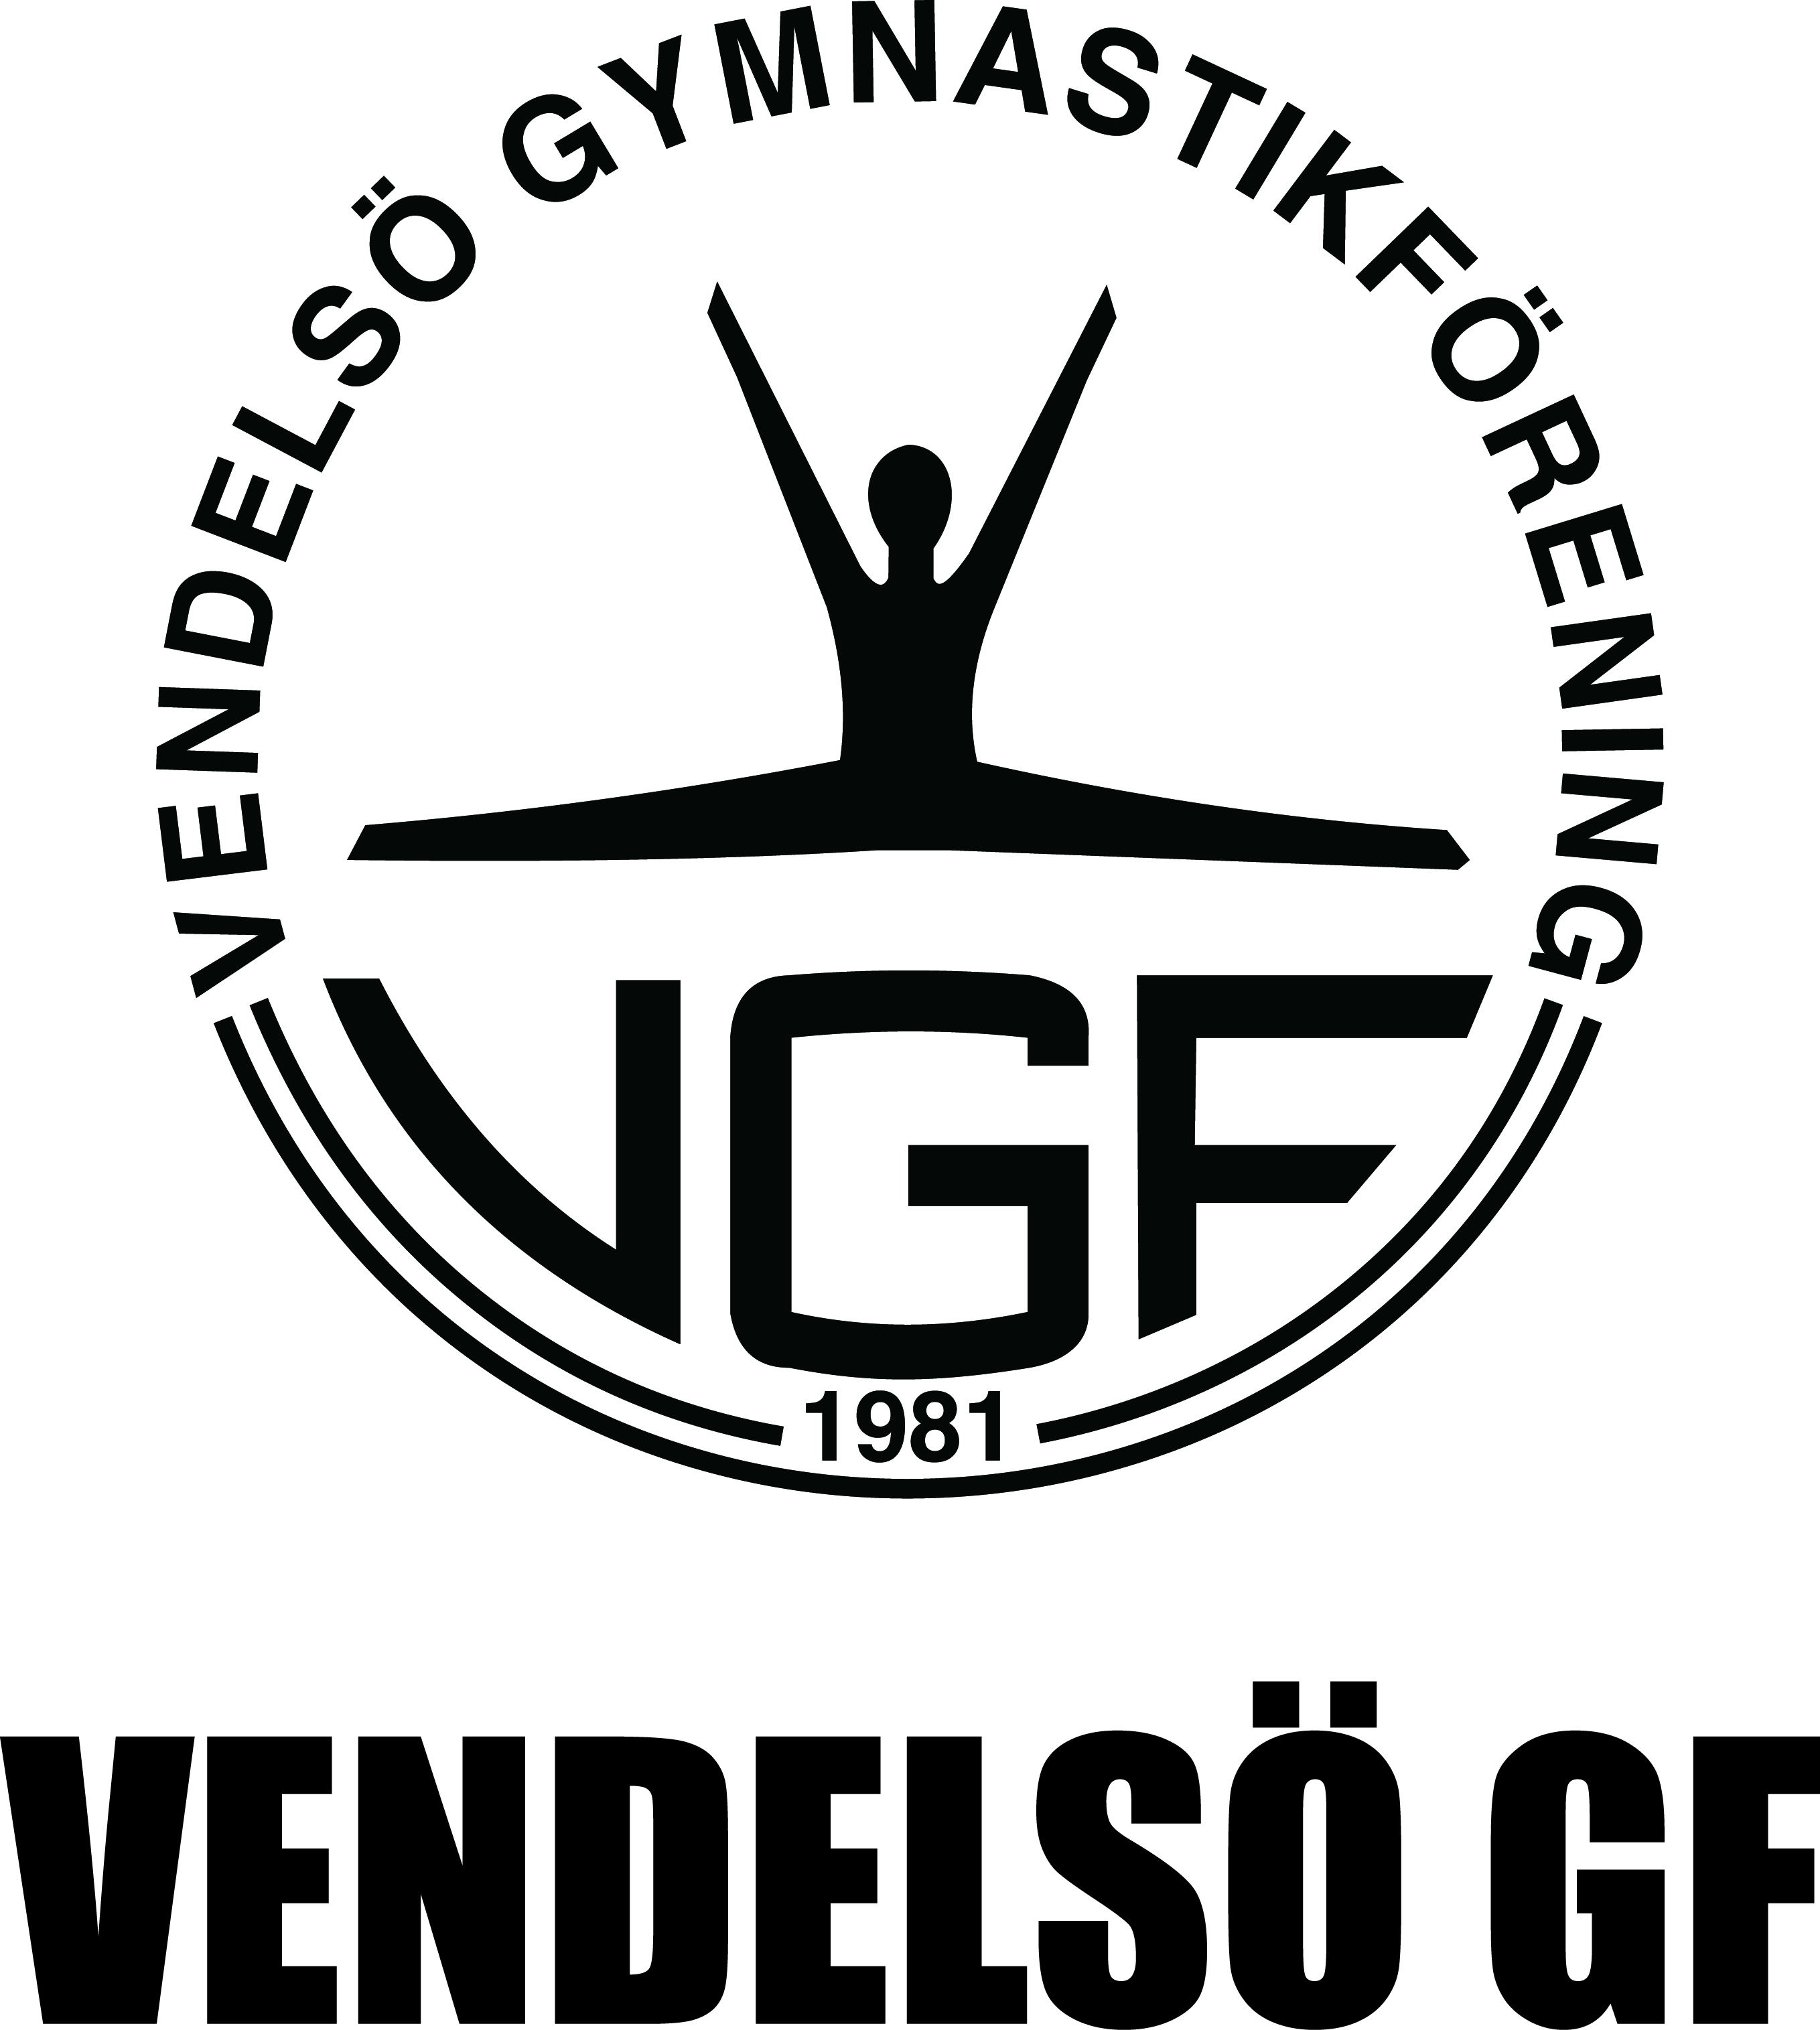 VENDELSÖ GYMNASTIKFÖRENING
VGF
1981
VENDELSÖ GF